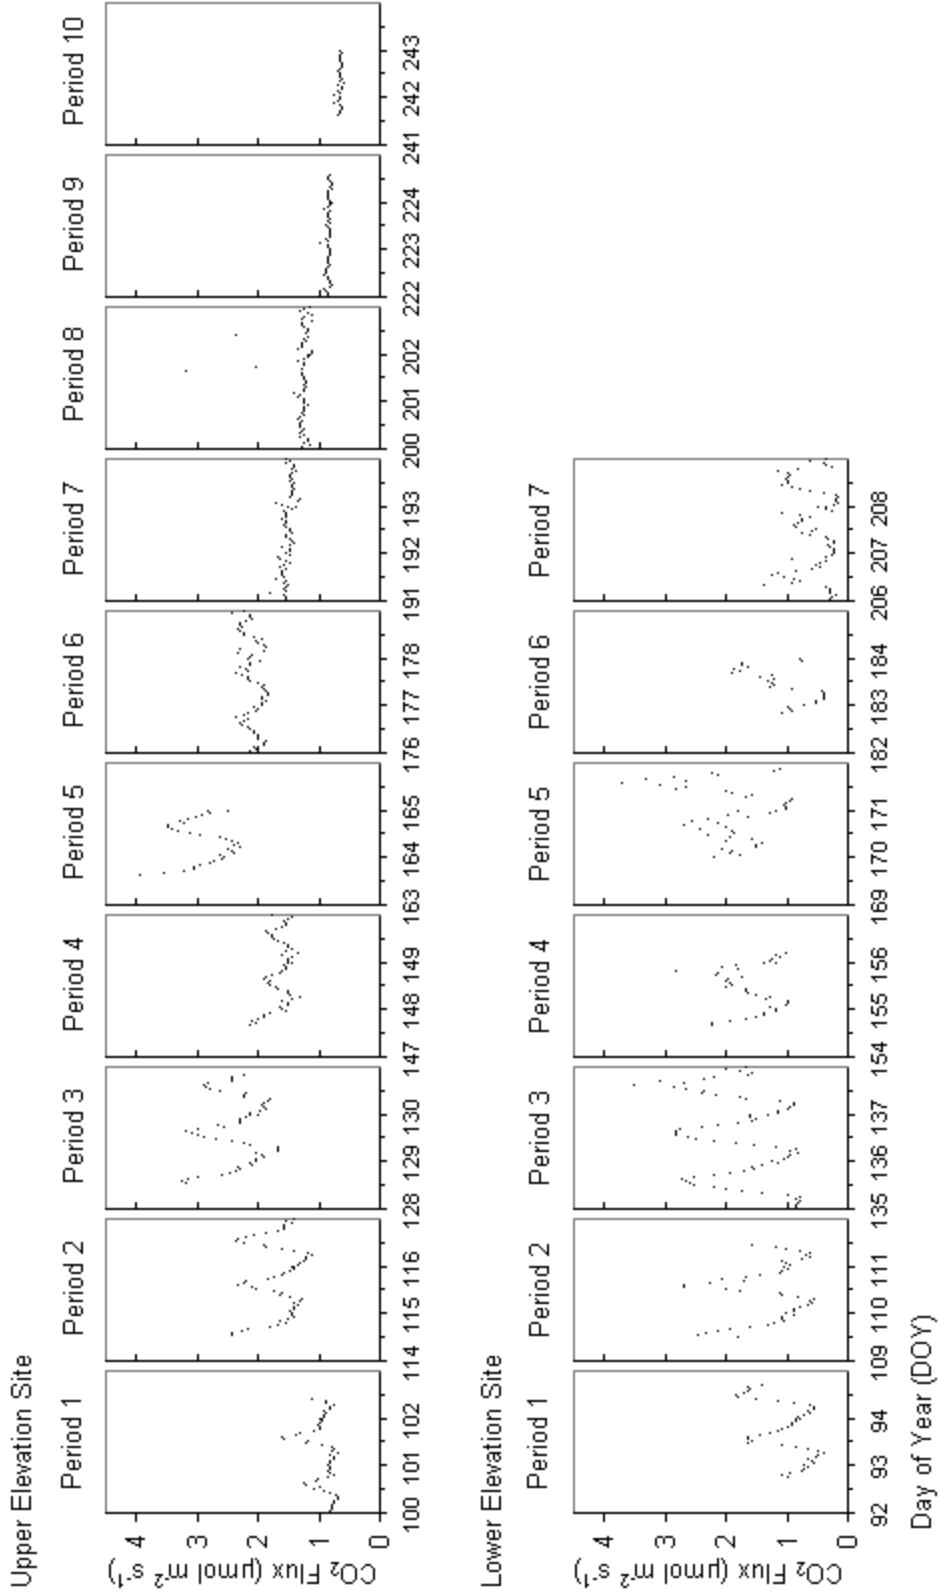 Upper Elevation Site
Period 1 Period 2 Period 3 Period 4 Period 5 Period 6 Period 7 Period 8 Period 9 Period 10
4
3
2
1
0
CO₂ Flux (μmol m⁻² s⁻¹)
100 101 102 114 115 116 128 129 130 147 148 149 163 164 165 176 177 178 191 192 193 200 201 202 222 223 224 241 242 243
Lower Elevation Site
Period 1 Period 2 Period 3 Period 4 Period 5 Period 6 Period 7
4
3
2
1
0
CO₂ Flux (μmol m⁻² s⁻¹)
92 93 94 109 110 111 135 136 137 154 155 156 169 170 171 182 183 184 206 207 208
Day of Year (DOY)